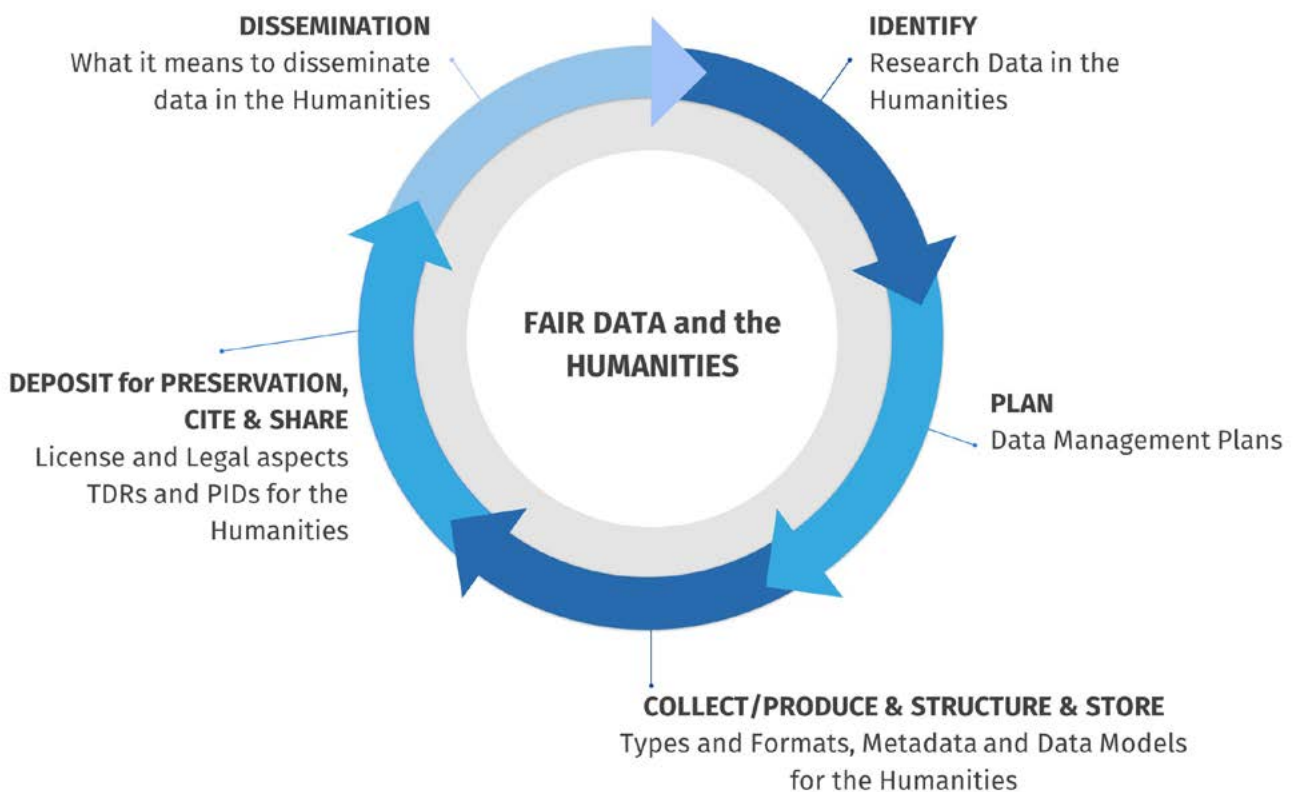 DISSEMINATION
What it means to disseminate
data in the Humanities
IDENTIFY
Research Data in the
Humanities
FAIR DATA and the
HUMANITIES
PLAN
Data Management Plans
DEPOSIT for PRESERVATION,
CITE & SHARE
License and Legal aspects
TDRs and PIDs for the
Humanities
COLLECT/PRODUCE & STRUCTURE & STORE
Types and Formats, Metadata and Data Models
for the Humanities